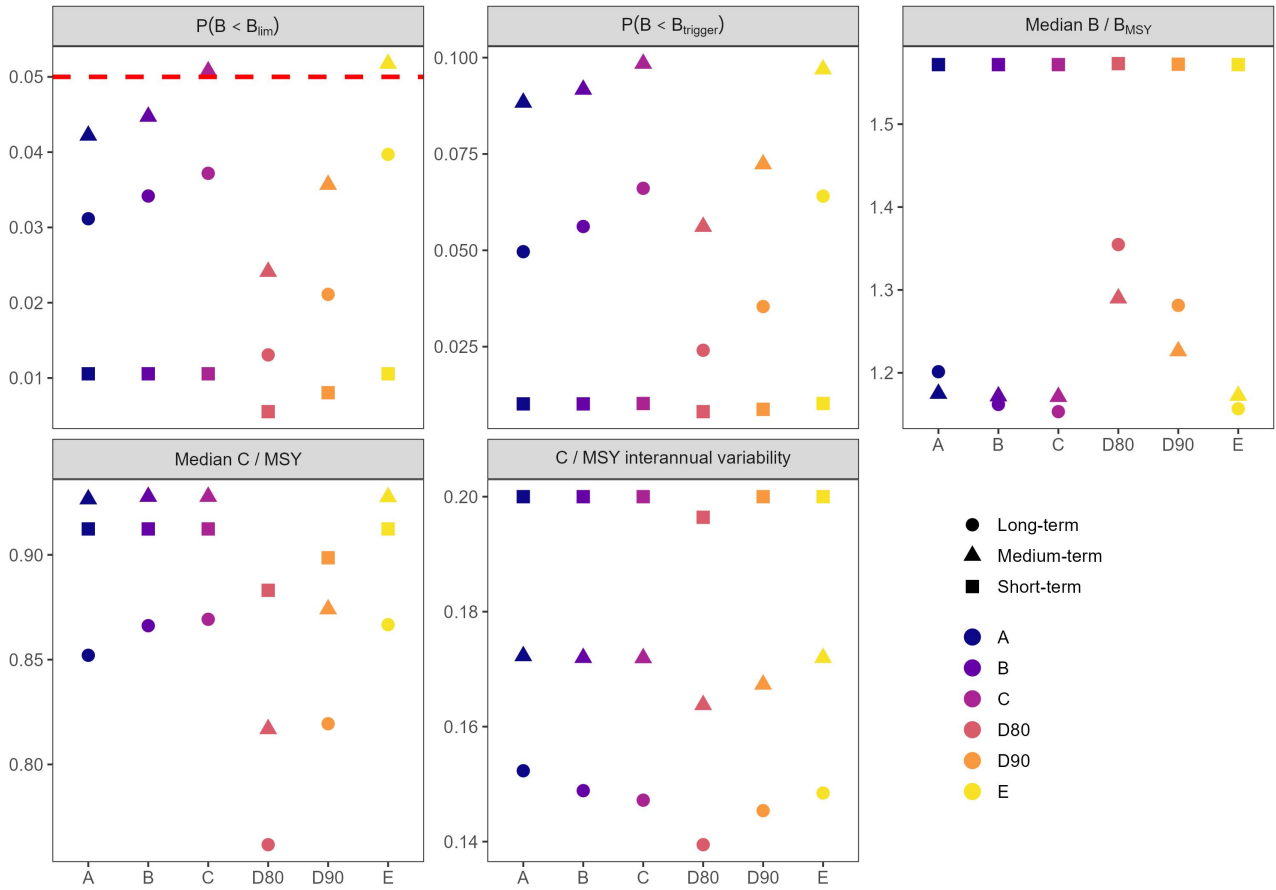 P(B < Blim)
P(B < Btrigger)
Median B / BMSY
0.05
0.04
0.03
0.02
0.01
0.100
0.075
0.050
0.025
1.5
1.4
1.3
1.2
A B C D80 D90 E
Median C / MSY
C / MSY interannual variability
0.90
0.85
0.80
A B C D80 D90 E
0.20
0.18
0.16
0.14
A B C D80 D90 E
Long-term
Medium-term
Short-term
A
B
C
D80
D90
E